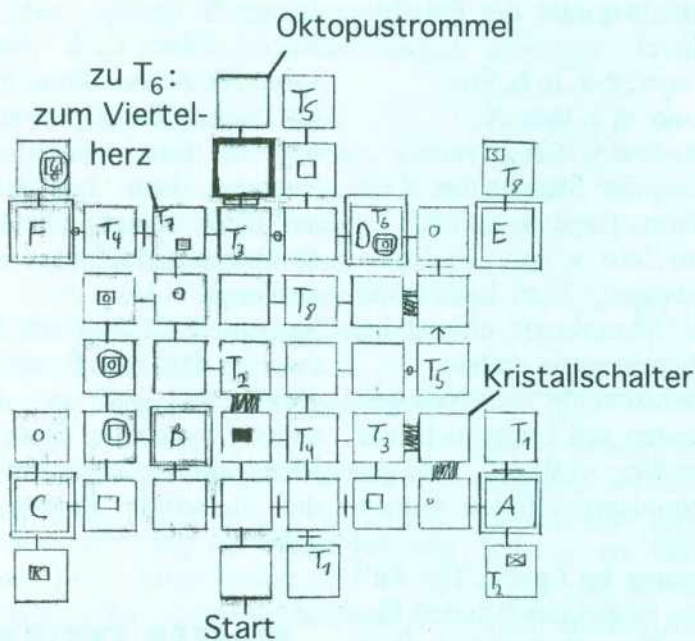 Oktopustrommel
zu T6:
zum Viertel-
herz
T5
T8
F
T4
T7
T3
D
T6
E
T8
T2
T5
Kristallschalter
B
T4
T3
T1
C
A
T1
T2
Start